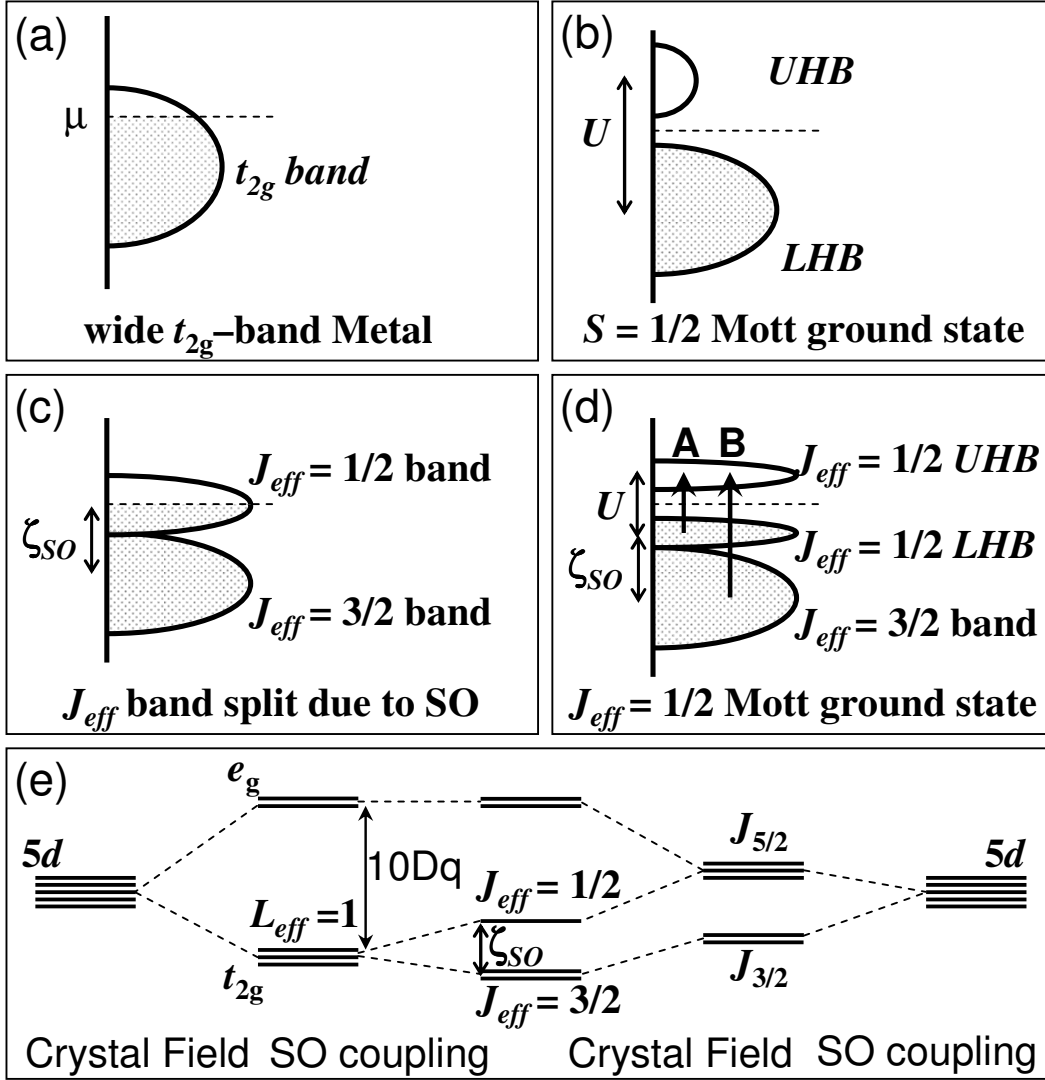 (a)
μ
t2g band
wide t2g–band Metal
(b)
UHB
U
LHB
S = 1/2 Mott ground state
(c)
Jeff = 1/2 band
ζSO
Jeff = 3/2 band
Jeff band split due to SO
(d)
A B
Jeff = 1/2 UHB
U
Jeff = 1/2 LHB
ζSO
Jeff = 3/2 band
Jeff = 1/2 Mott ground state
(e)
eg
5d
10Dq
J5/2
5d
Leff =1
Jeff = 1/2
ζSO
t2g
Jeff = 3/2
J3/2
Crystal Field SO coupling Crystal Field SO coupling